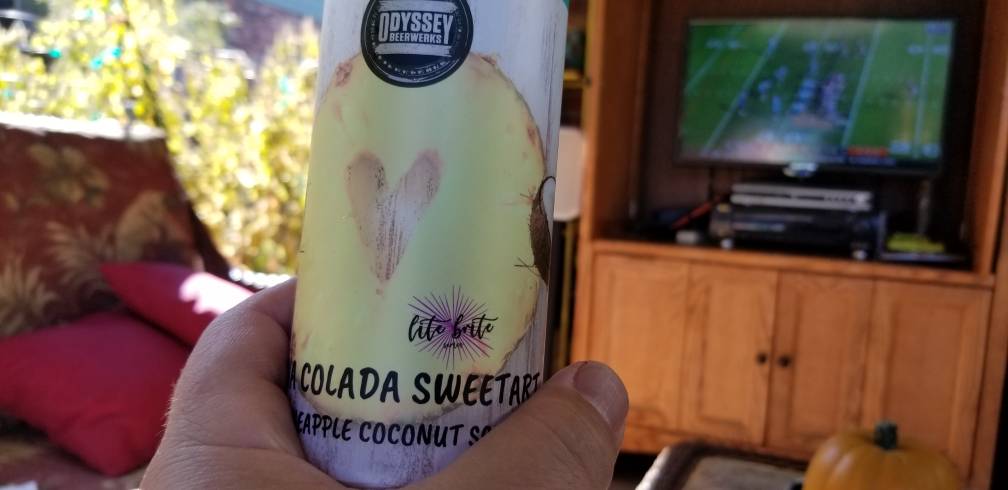 ODYSSEY
BEERWERKS
lite brite
A COLADA SWEETART
EAPPLE COCONUT SO